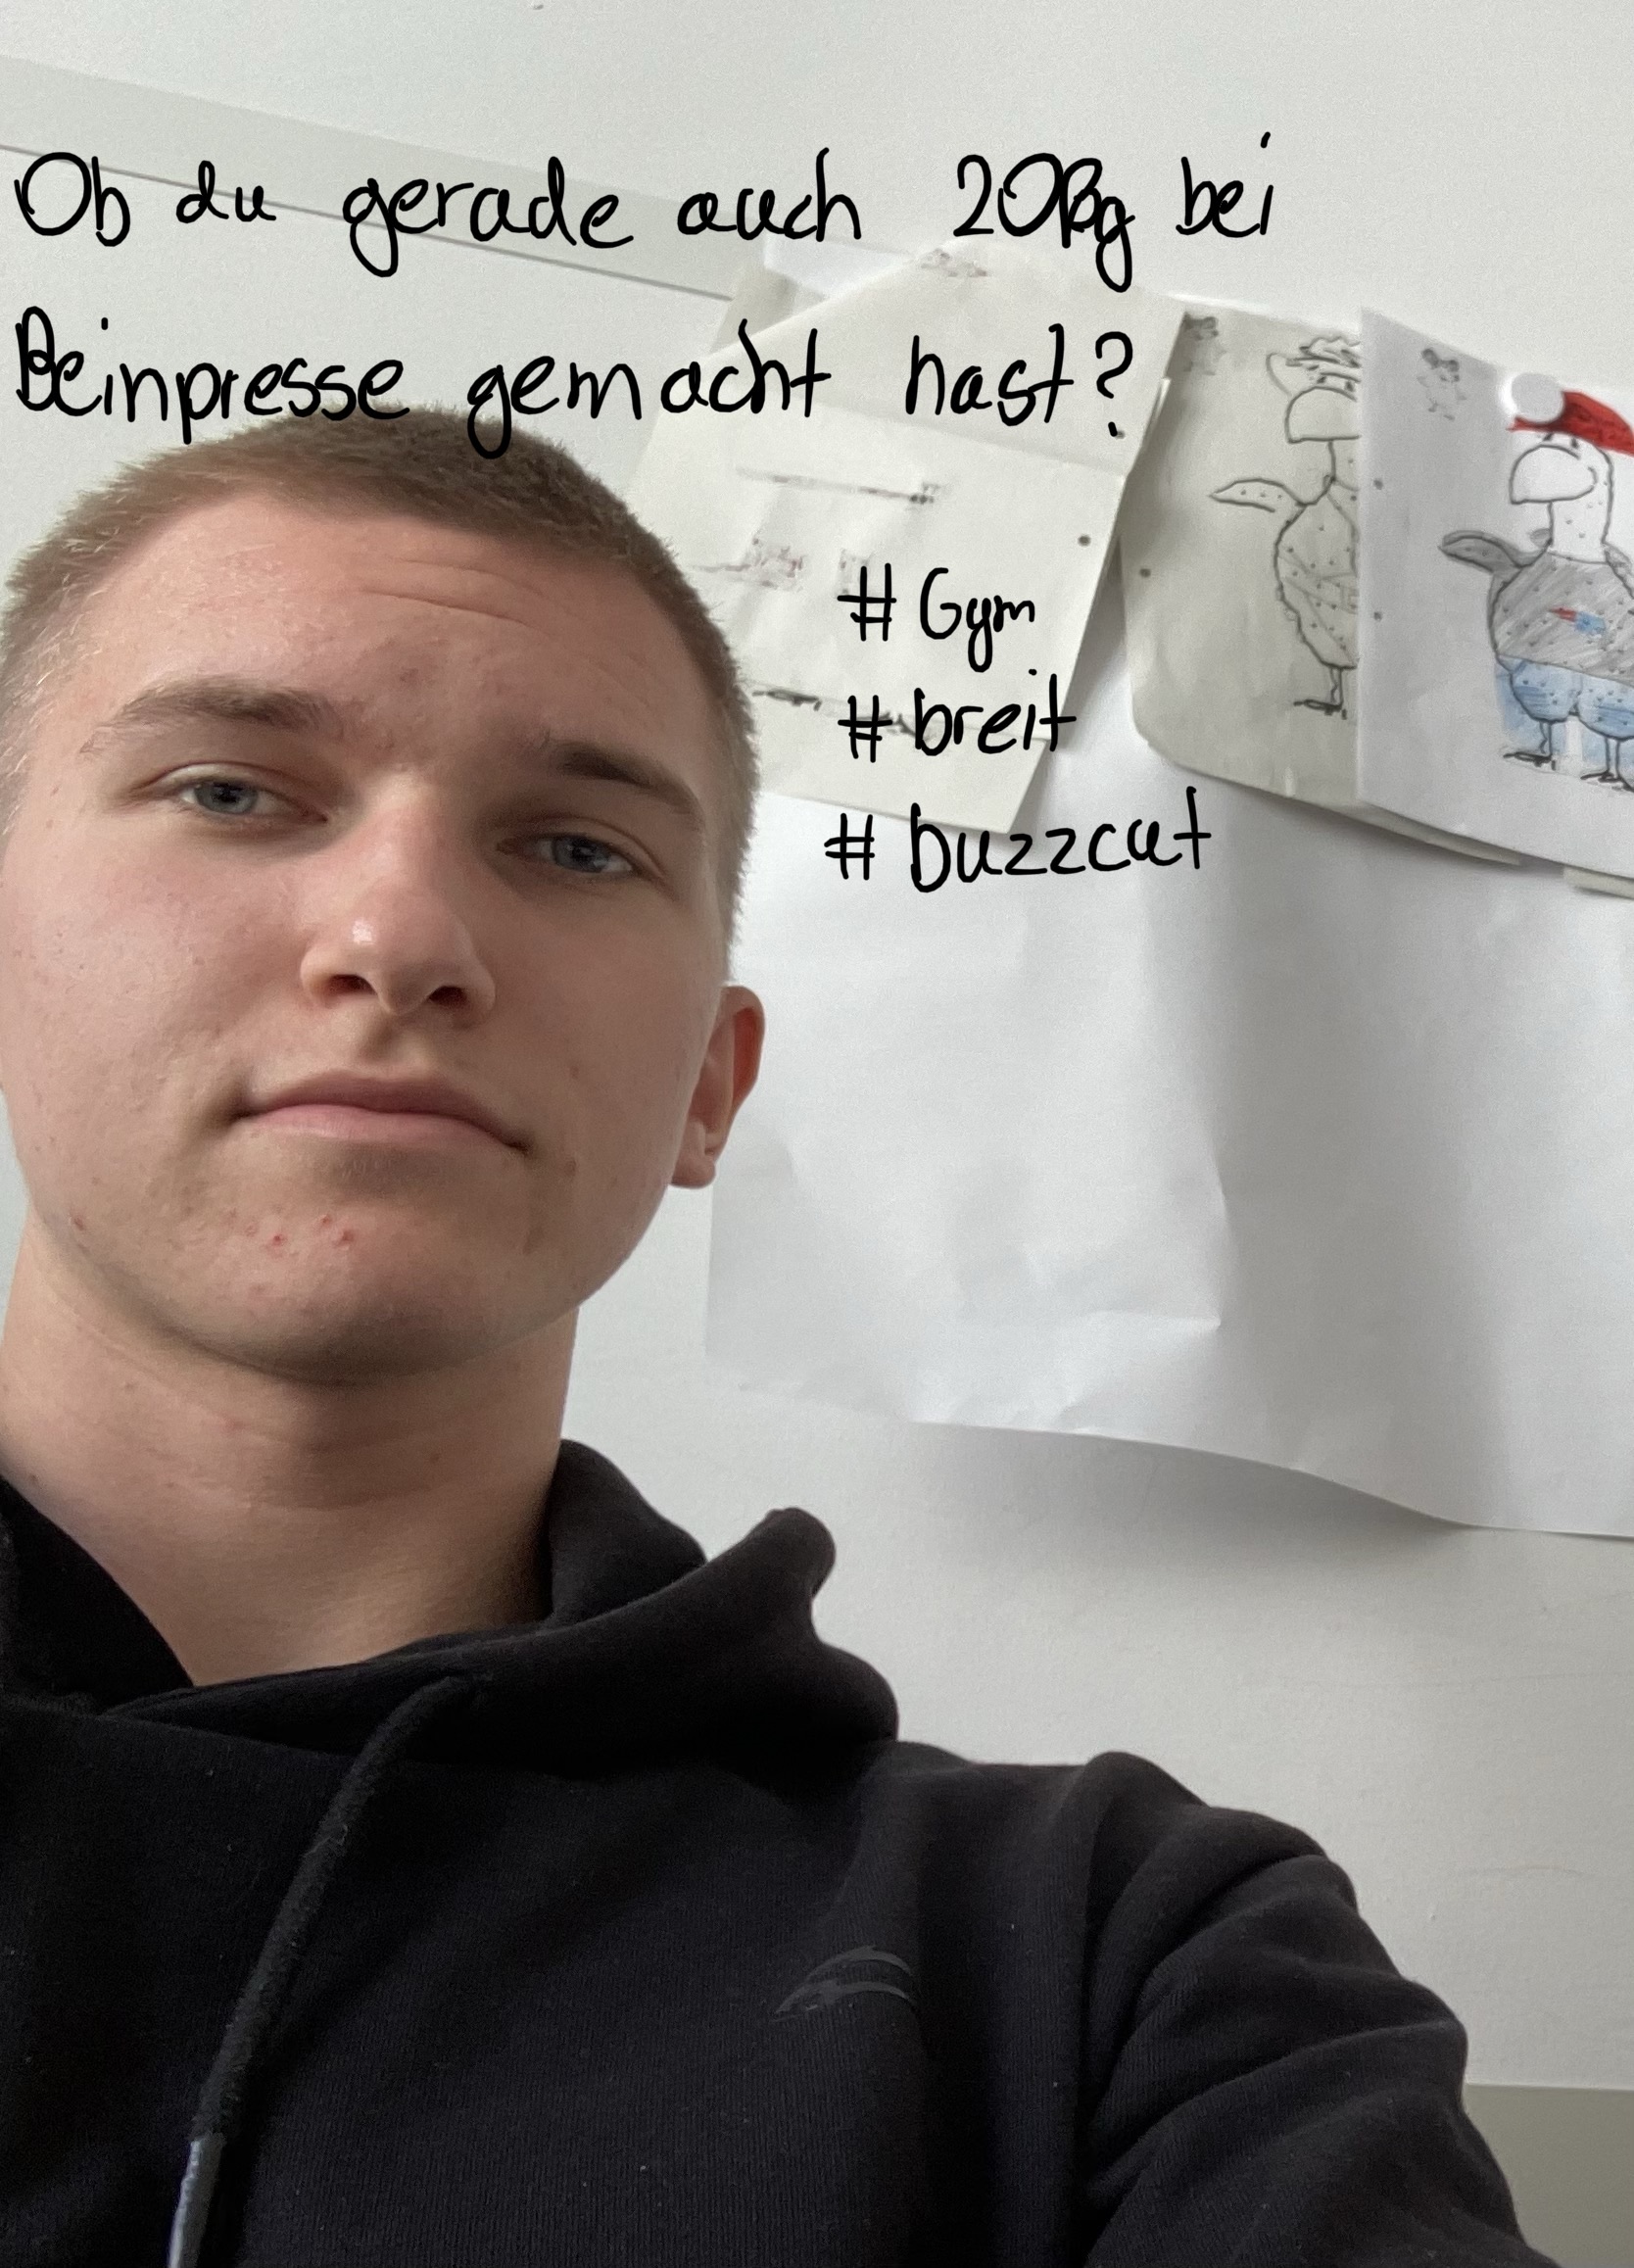 Ob du gerade auch 20kg bei
Beinpresse gemacht hast?
# Gym
# breit
# buzzcut